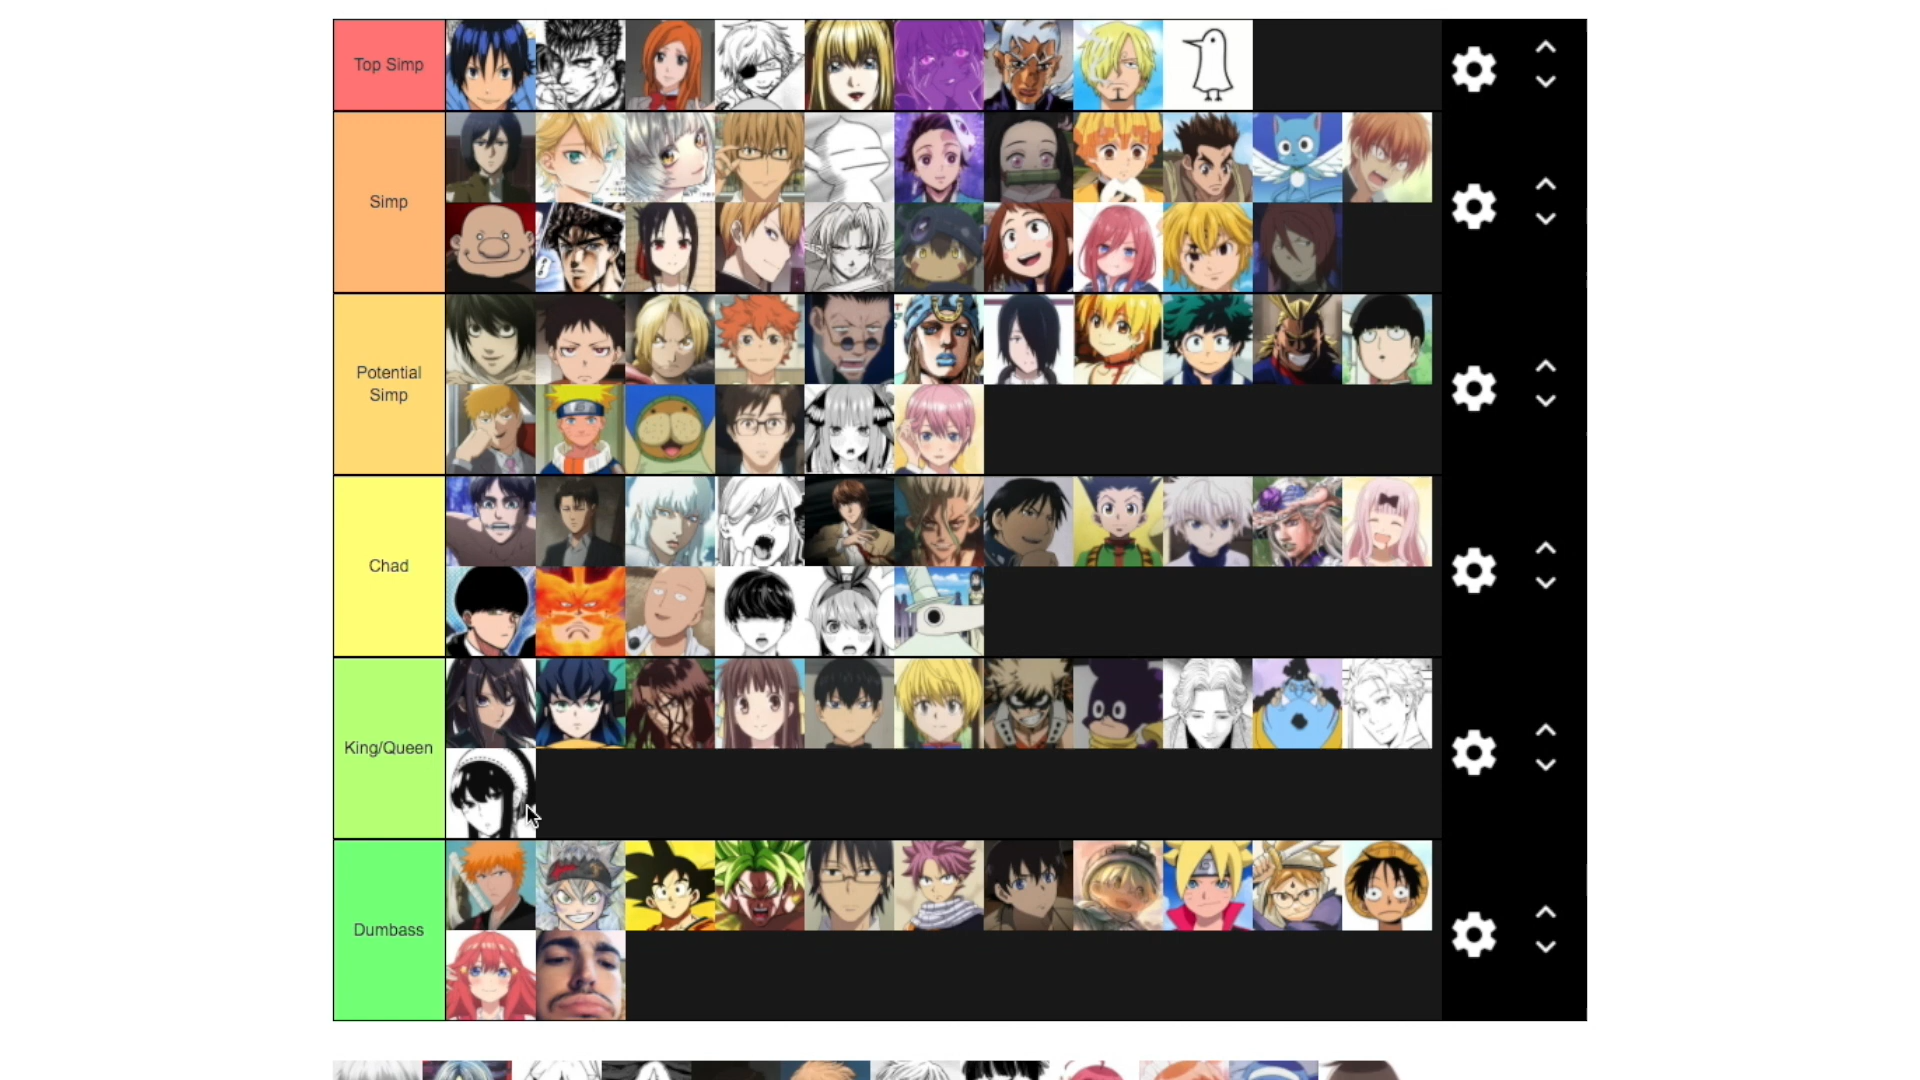 Top Simp
Simp
Potential
Simp
Chad
King/Queen
Dumbass